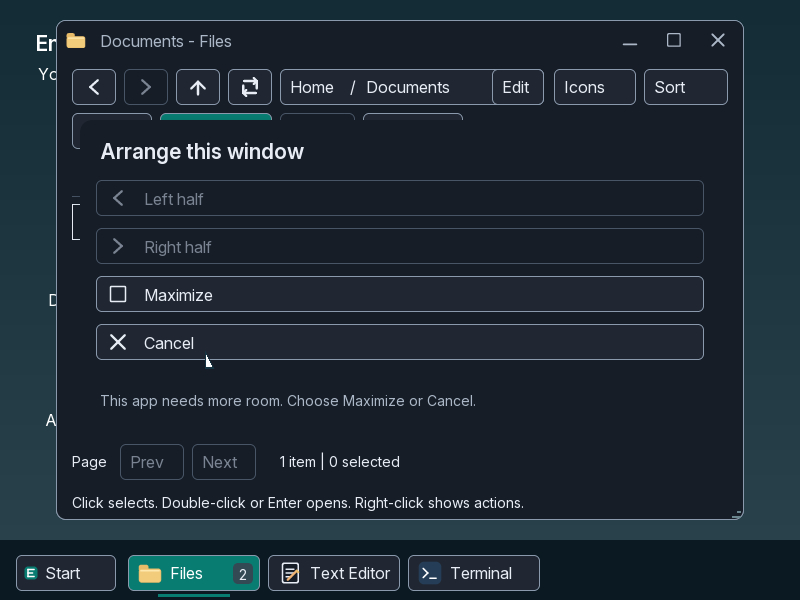 En
Documents - Files
Yo
Home / Documents
Edit
Icons
Sort
Arrange this window
Left half
Right half
Maximize
D
Cancel
This app needs more room. Choose Maximize or Cancel.
A
Page
Prev
Next
1 item | 0 selected
Click selects. Double-click or Enter opens. Right-click shows actions.
E Start
Files
2
Text Editor
Terminal